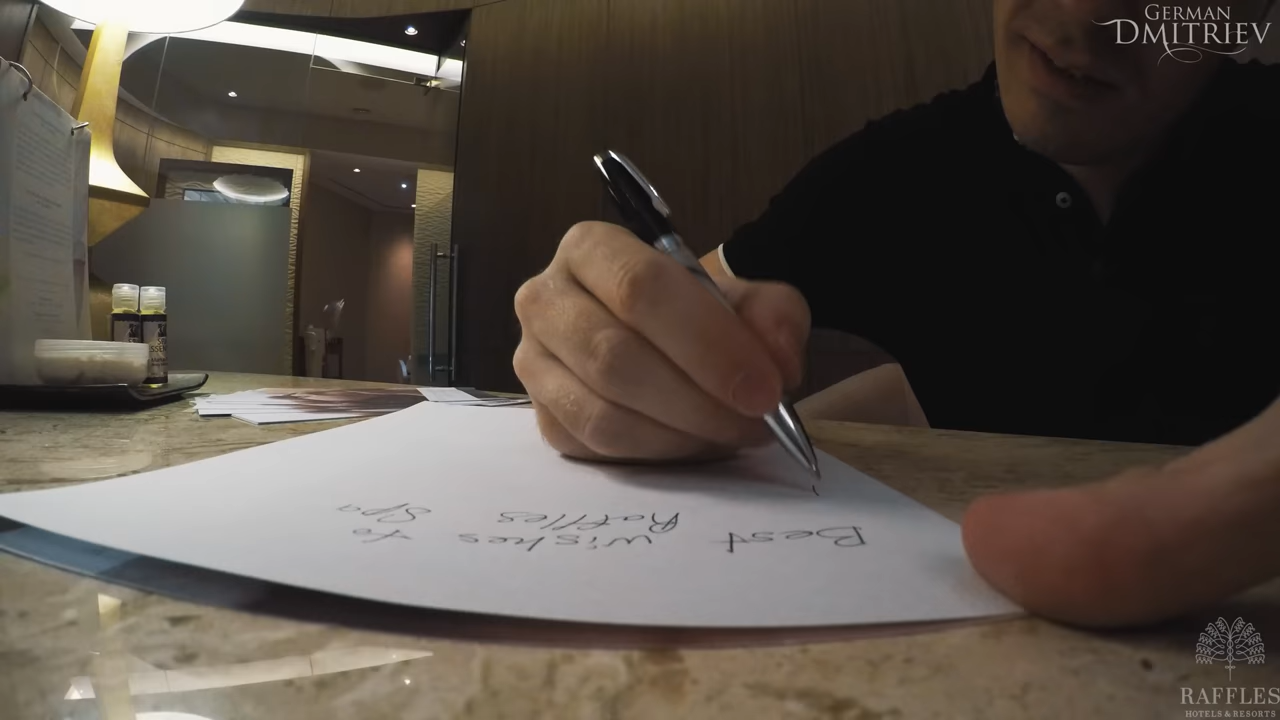 GERMAN
DMITRIEV
Best wishes to
Raffles Spa
RAFFLES
HOTELS & RESORTS